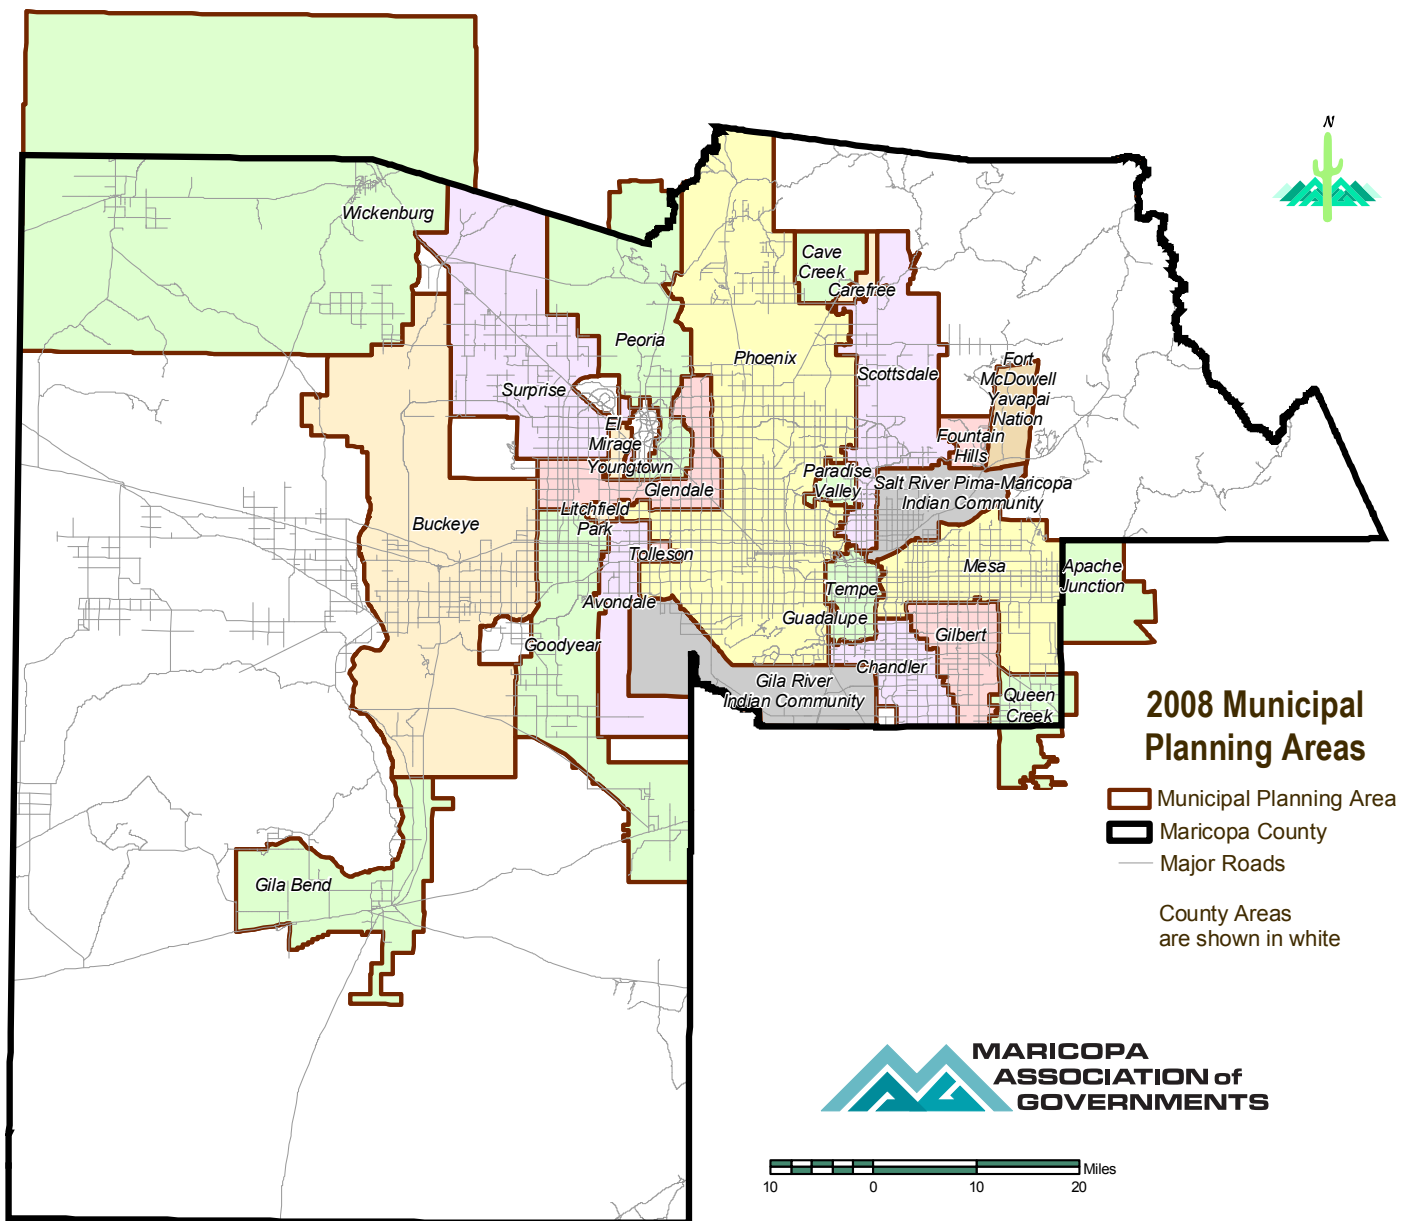 N
Wickenburg
Cave
Creek
Carefree
Peoria
Phoenix
Scottsdale
Fort
McDowell
Yavapai
Nation
Surprise
El
Mirage
Youngtown
Fountain
Hills
Paradise
Valley
Salt River Pima-Maricopa
Indian Community
Glendale
Litchfield
Park
Buckeye
Tolleson
Mesa
Apache
Junction
Tempe
Avondale
Guadalupe
Goodyear
Gilbert
Chandler
Gila River
Indian Community
Queen
Creek
Gila Bend
2008 Municipal
Planning Areas
Municipal Planning Area
Maricopa County
Major Roads
County Areas
are shown in white
MARICOPA
ASSOCIATION of
GOVERNMENTS
Miles
10 0 10 20